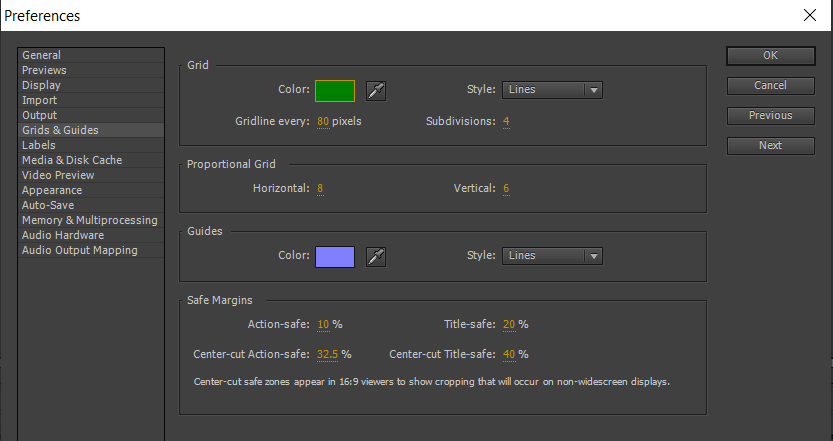 Preferences
General
Previews
Display
Import
Output
Grids & Guides
Labels
Media & Disk Cache
Video Preview
Appearance
Auto-Save
Memory & Multiprocessing
Audio Hardware
Audio Output Mapping
Grid
Color: Style: Lines
Gridline every: 80 pixels Subdivisions: 4
Proportional Grid
Horizontal: 8 Vertical: 6
Guides
Color: Style: Lines
Safe Margins
Action-safe: 10 % Title-safe: 20 %
Center-cut Action-safe: 32.5 % Center-cut Title-safe: 40 %
Center-cut safe zones appear in 16:9 viewers to show cropping that will occur on non-widescreen displays.
OK
Cancel
Previous
Next